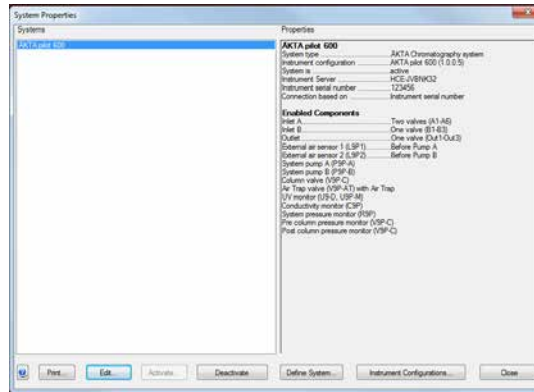 System Properties
Systems
ÄKTA pilot 600
Properties
ÄKTA pilot 600
System type ÄKTA Chromatography system
Instrument configuration ÄKTA pilot 600 (1.0.0.5)
System is active
Instrument Server HCE-JVBNK32
Instrument serial number 123456
Connection based on Instrument serial number
Enabled Components
Inlet A Two valves (A1-A6)
Inlet B One valve (B1-B3)
Outlet One valve (Out1-Out3)
External air sensor 1 (L9P1) Before Pump A
External air sensor 2 (L9P2) Before Pump B
System pump A (P9P-A)
System pump B (P9P-B)
Column valve (V9P-C)
Air Trap valve (V9P-AT) with Air Trap
UV monitor (U9-D, U9P-M)
Conductivity monitor (C9P)
System pressure monitor (R9P)
Pre column pressure monitor (V9P-C)
Post column pressure monitor (V9P-C)
Print... Edit... Activate... Deactivate Define System... Instrument Configurations... Close